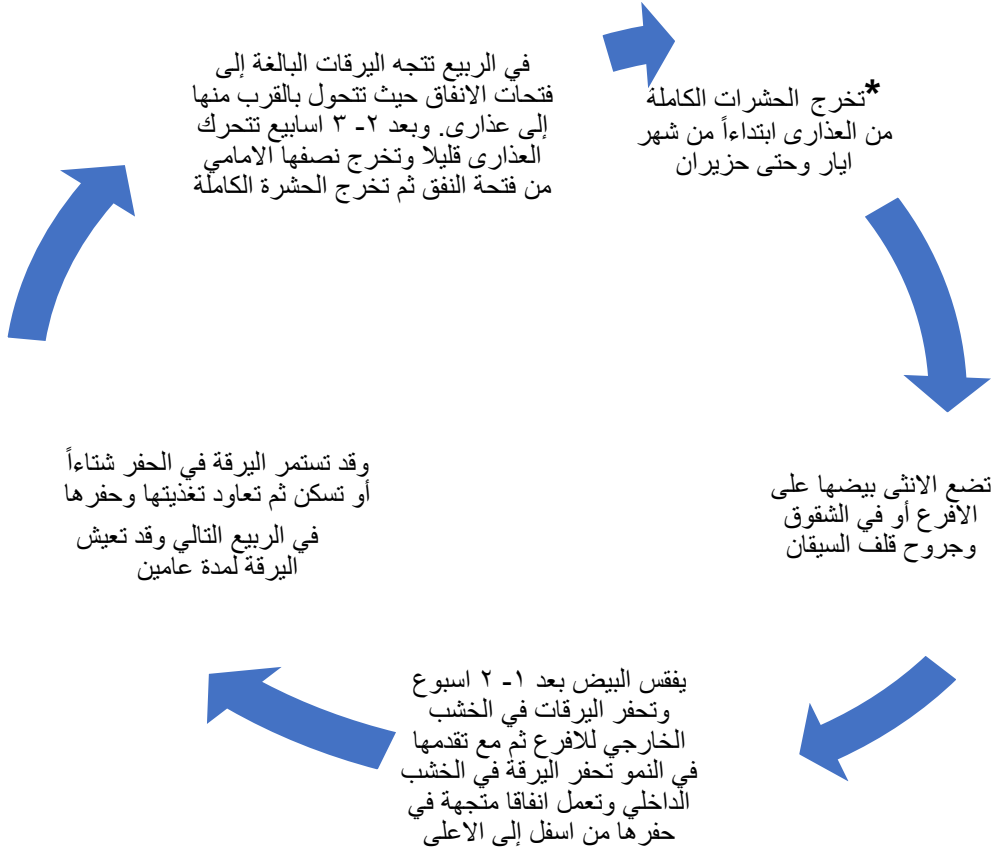 *تخرج الحشرات الكاملة
من العذارى ابتداءاً من شهر
ايار وحتى حزيران
تضع الانثى بيضها على
الافرع أو في الشقوق
وجروح قلف السيقان
يفقس البيض بعد ١- ٢ اسبوع
وتحفر اليرقات في الخشب
الخارجي للافرع ثم مع تقدمها
في النمو تحفر اليرقة في الخشب
الداخلي وتعمل انفاقا متجهة في
حفرها من اسفل إلى الاعلى
وقد تستمر اليرقة في الحفر شتاءاً
أو تسكن ثم تعاود تغذيتها وحفرها
في الربيع التالي وقد تعيش
اليرقة لمدة عامين
في الربيع تتجه اليرقات البالغة إلى
فتحات الانفاق حيث تتحول بالقرب منها
إلى عذارى. وبعد ٢- ٣ اسابيع تتحرك
العذارى قليلا وتخرج نصفها الامامي
من فتحة النفق ثم تخرج الحشرة الكاملة